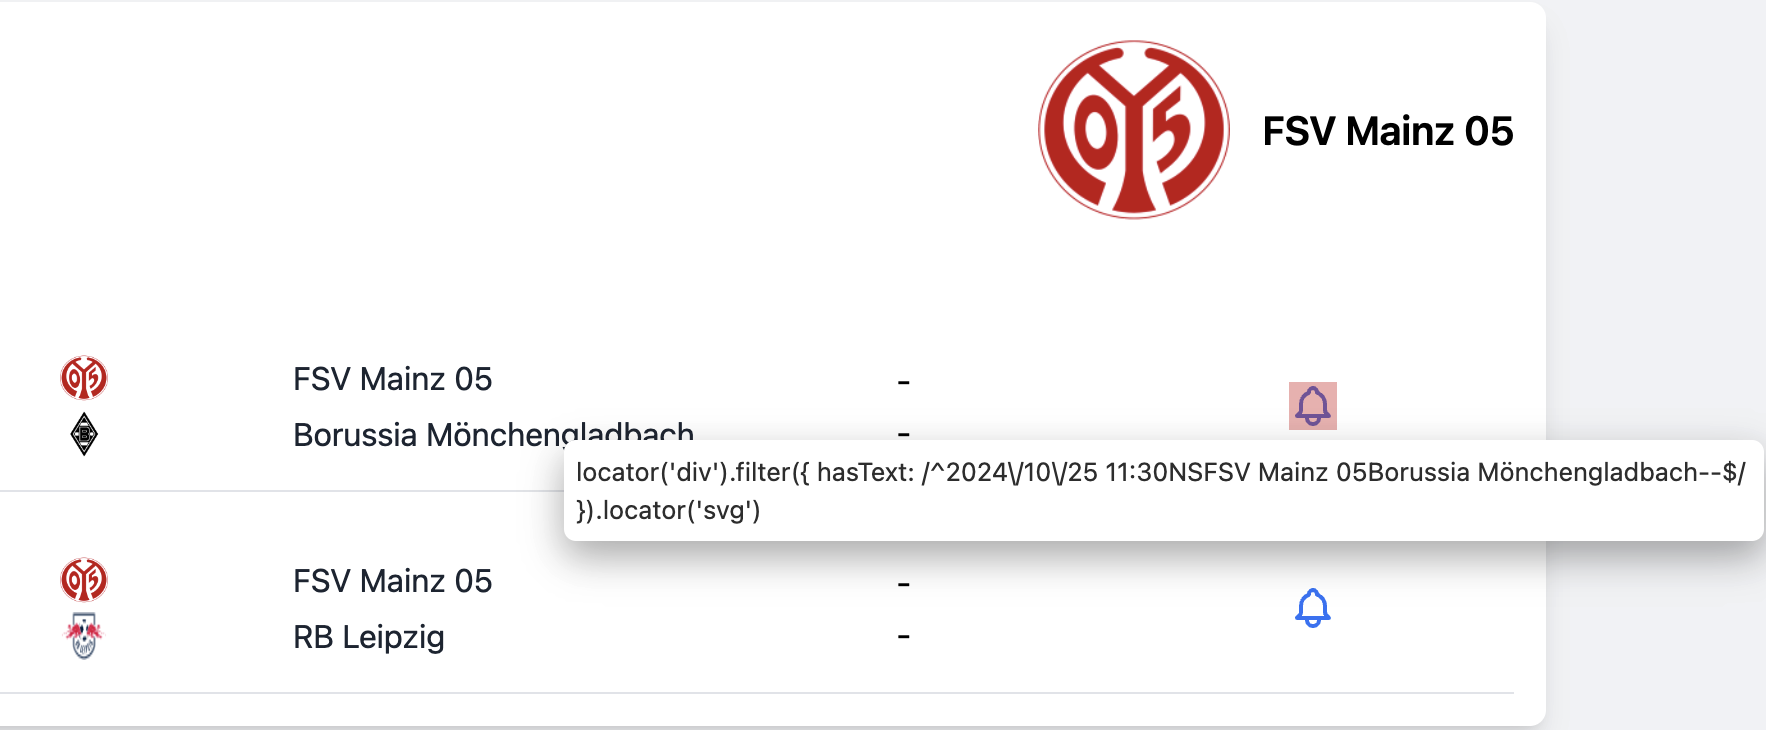 05
FSV Mainz 05
FSV Mainz 05
-
Borussia Mönchengladbach
-
locator('div').filter({ hasText: /^2024\/10\/25 11:30NSFSV Mainz 05Borussia Mönchengladbach--$/
}).locator('svg')
FSV Mainz 05
-
RB Leipzig
-